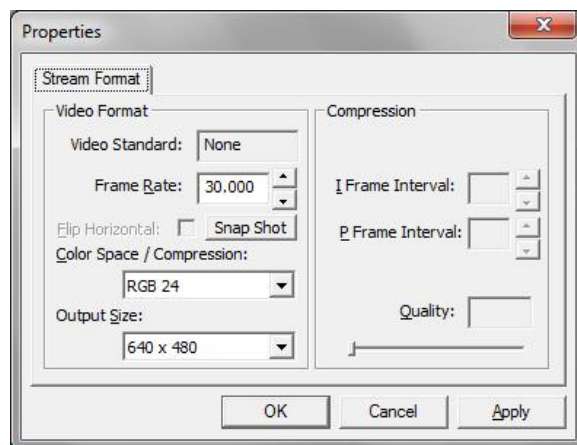 Properties
Stream Format
Video Format
Video Standard: None
Frame Rate: 30.000
Flip Horizontal: Snap Shot
Color Space / Compression:
RGB 24
Output Size:
640 x 480
Compression
I Frame Interval:
P Frame Interval:
Quality:
OK Cancel Apply